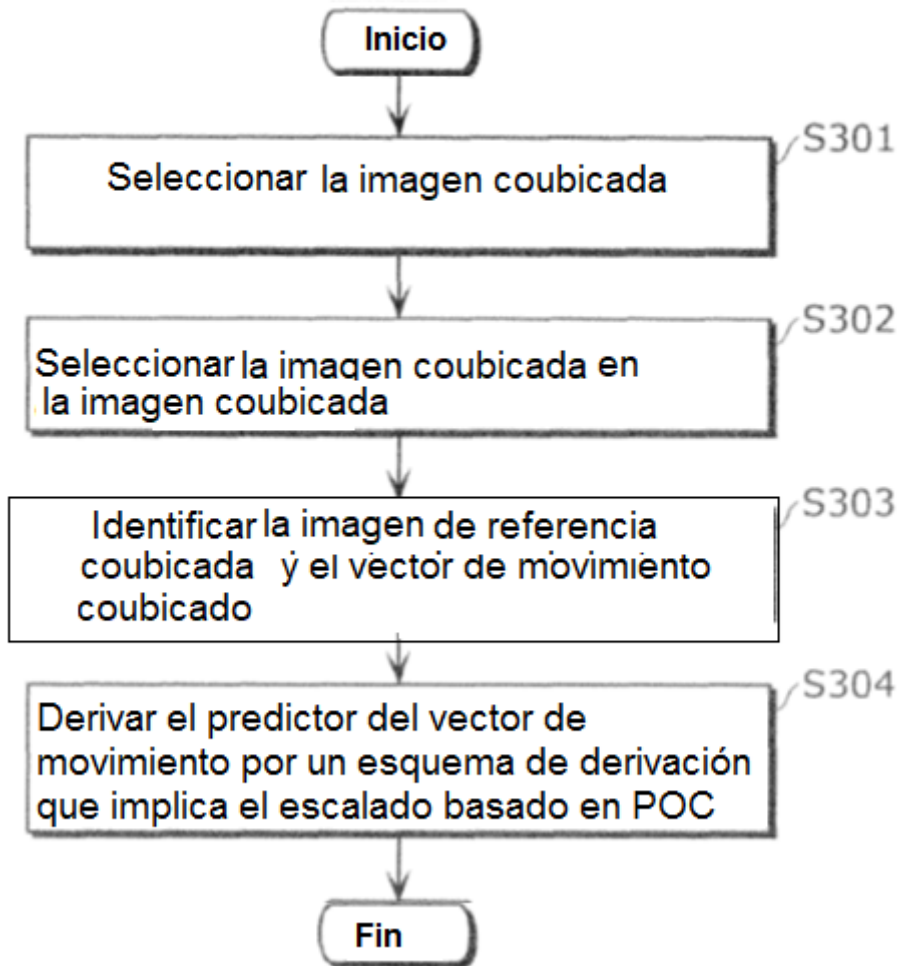 Inicio
S301
Seleccionar la imagen coubicada
S302
Seleccionar la imagen coubicada en
la imagen coubicada
S303
Identificar la imagen de referencia
coubicada y el vector de movimiento
coubicado
S304
Derivar el predictor del vector de
movimiento por un esquema de derivación
que implica el escalado basado en POC
Fin